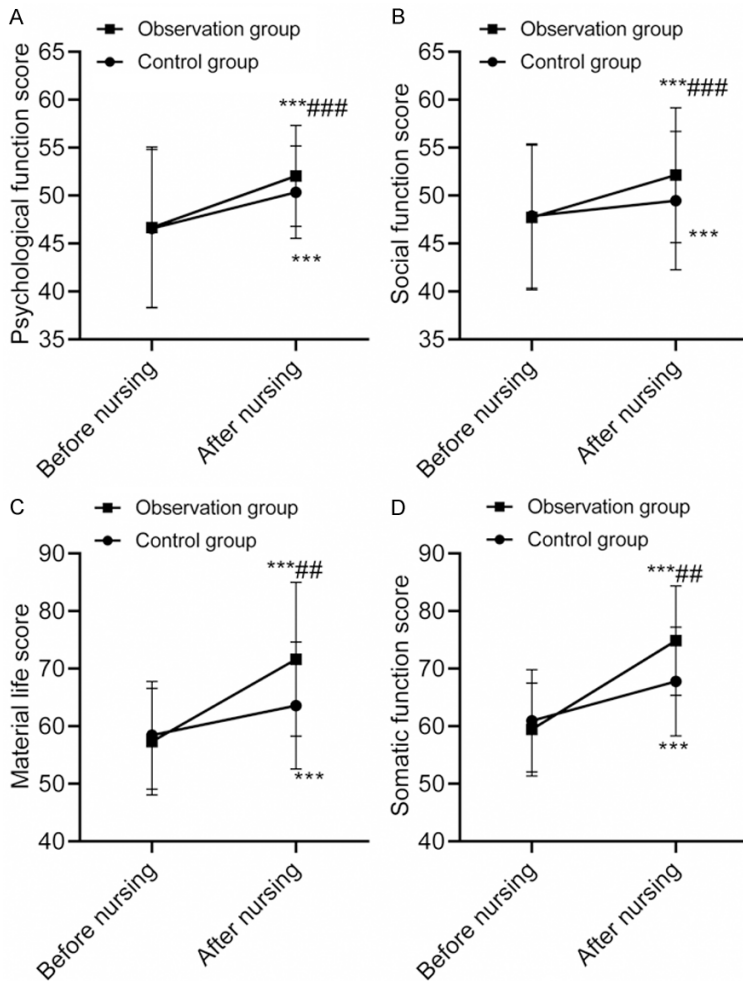 A
Observation group
Control group
Psychological function score
65
60
55
50
45
40
35
***###
***
Before nursing
After nursing
B
Observation group
Control group
Social function score
65
60
55
50
45
40
35
***###
***
Before nursing
After nursing
C
Observation group
Control group
Material life score
90
80
70
60
50
40
***##
***
Before nursing
After nursing
D
Observation group
Control group
Somatic function score
90
80
70
60
50
40
***##
***
Before nursing
After nursing